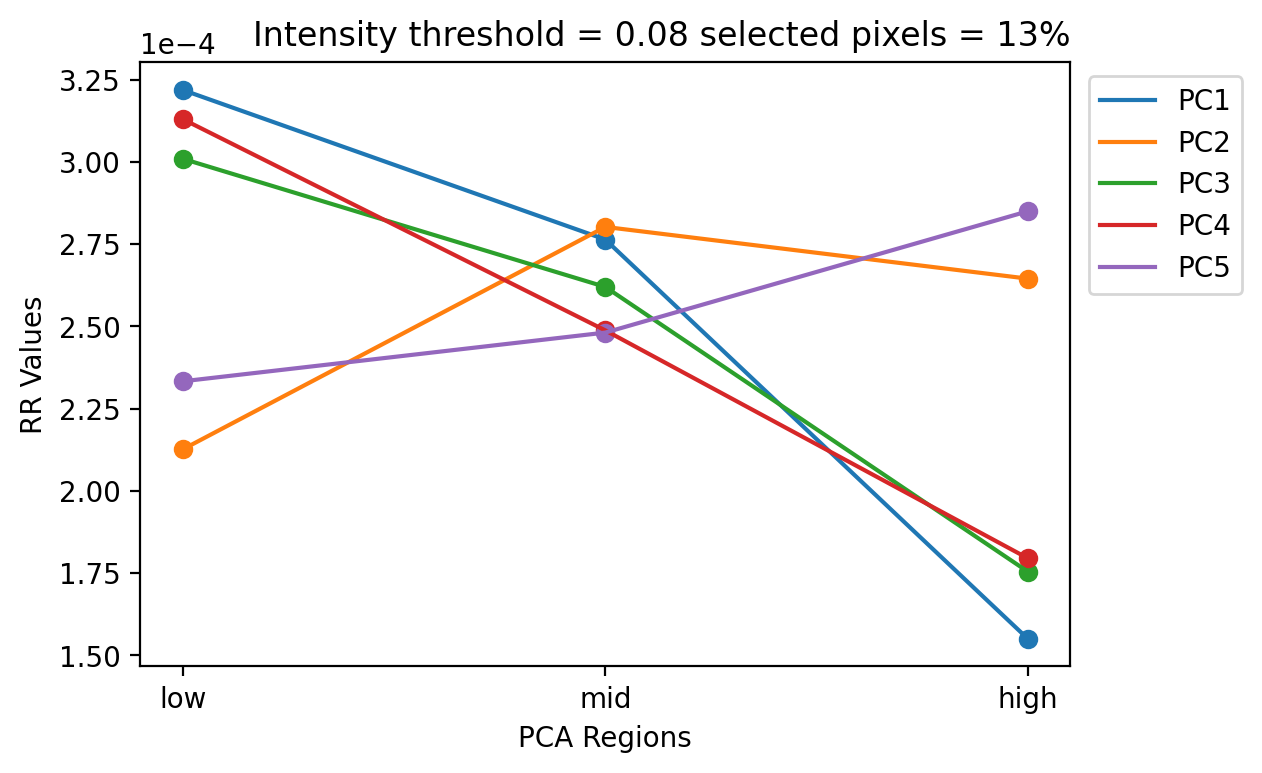 Intensity threshold = 0.08 selected pixels = 13%
1e−4
3.25
3.00
2.75
2.50
2.25
2.00
1.75
1.50
RR Values
low
mid
high
PCA Regions
PC1
PC2
PC3
PC4
PC5